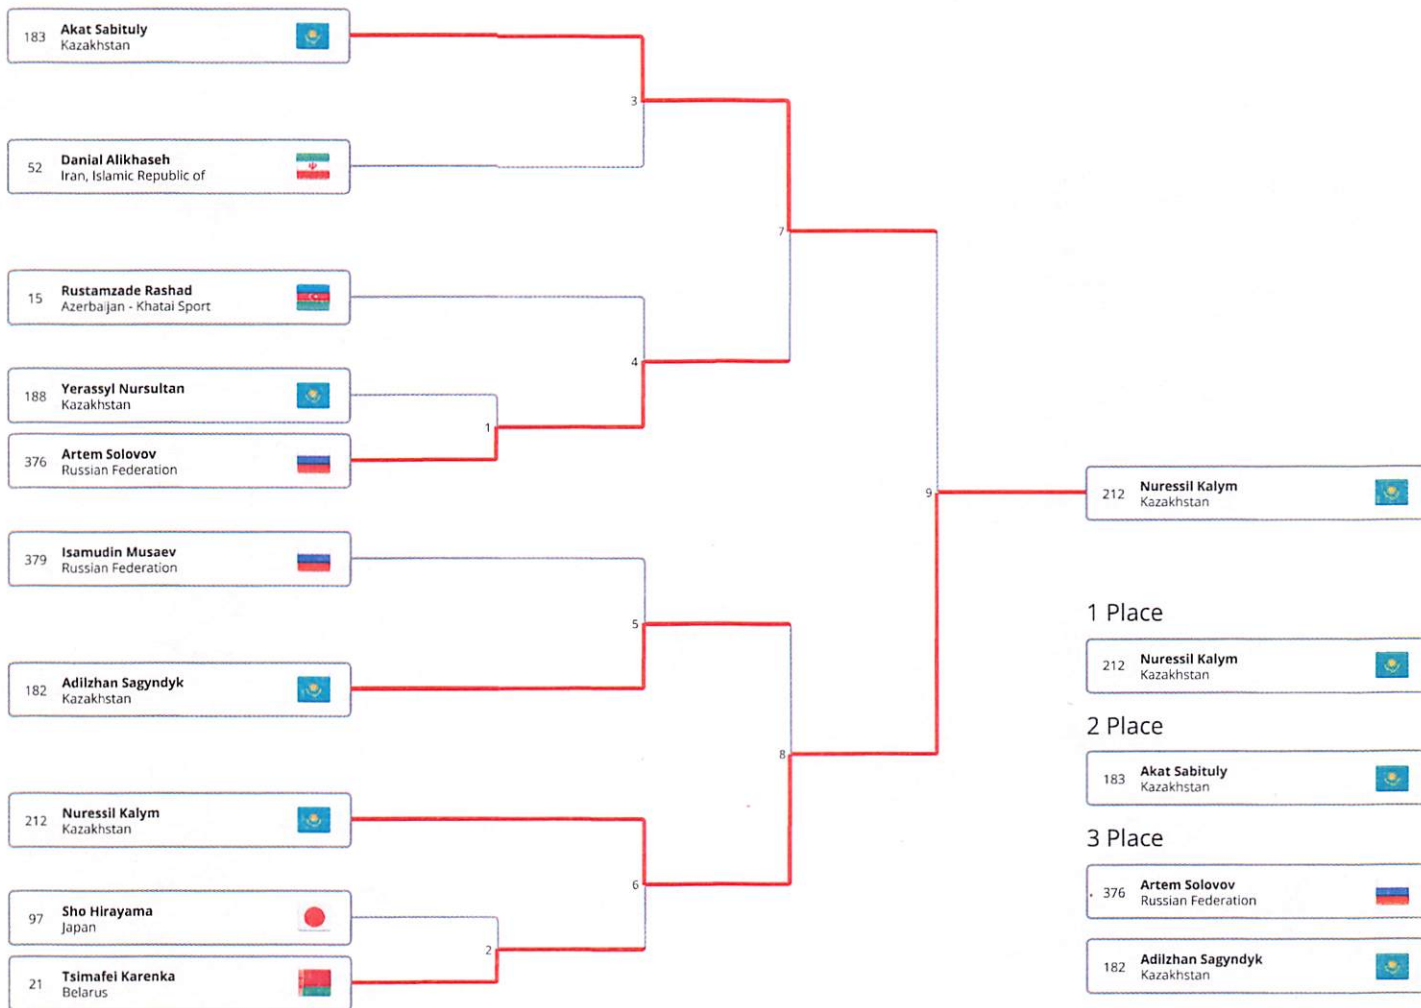 183 Akat Sabituly
Kazakhstan
3
52 Danial Alikhaseh
Iran, Islamic Republic of
7
15 Rustamzade Rashad
Azerbaijan - Khatai Sport
4
188 Yerassyl Nursultan
Kazakhstan
1
376 Artem Solovov
Russian Federation
9
212 Nuressil Kalym
Kazakhstan
379 Isamudin Musaev
Russian Federation
5
182 Adilzhan Sagyndyk
Kazakhstan
8
212 Nuressil Kalym
Kazakhstan
6
97 Sho Hirayama
Japan
2
21 Tsimafei Karenka
Belarus
1 Place
212 Nuressil Kalym
Kazakhstan
2 Place
183 Akat Sabituly
Kazakhstan
3 Place
376 Artem Solovov
Russian Federation
182 Adilzhan Sagyndyk
Kazakhstan